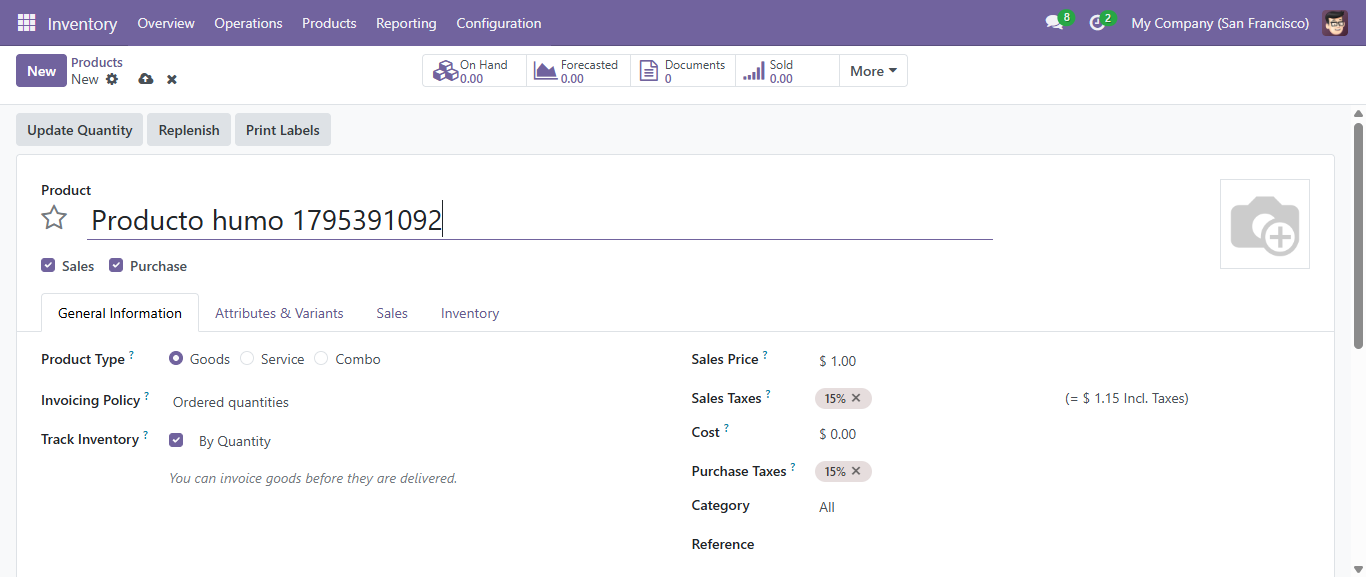 Inventory Overview Operations Products Reporting Configuration 8 2 My Company (San Francisco)
New Products
New
On Hand 0.00
Forecasted 0.00
Documents 0
Sold 0.00
More
Update Quantity Replenish Print Labels
Product
Producto humo 1795391092
Sales Purchase
General Information Attributes & Variants Sales Inventory
Product Type ? Goods Service Combo
Invoicing Policy ? Ordered quantities
Track Inventory ? By Quantity
You can invoice goods before they are delivered.
Sales Price ? $ 1.00
Sales Taxes ? 15% (= $ 1.15 Incl. Taxes)
Cost ? $ 0.00
Purchase Taxes ? 15%
Category All
Reference